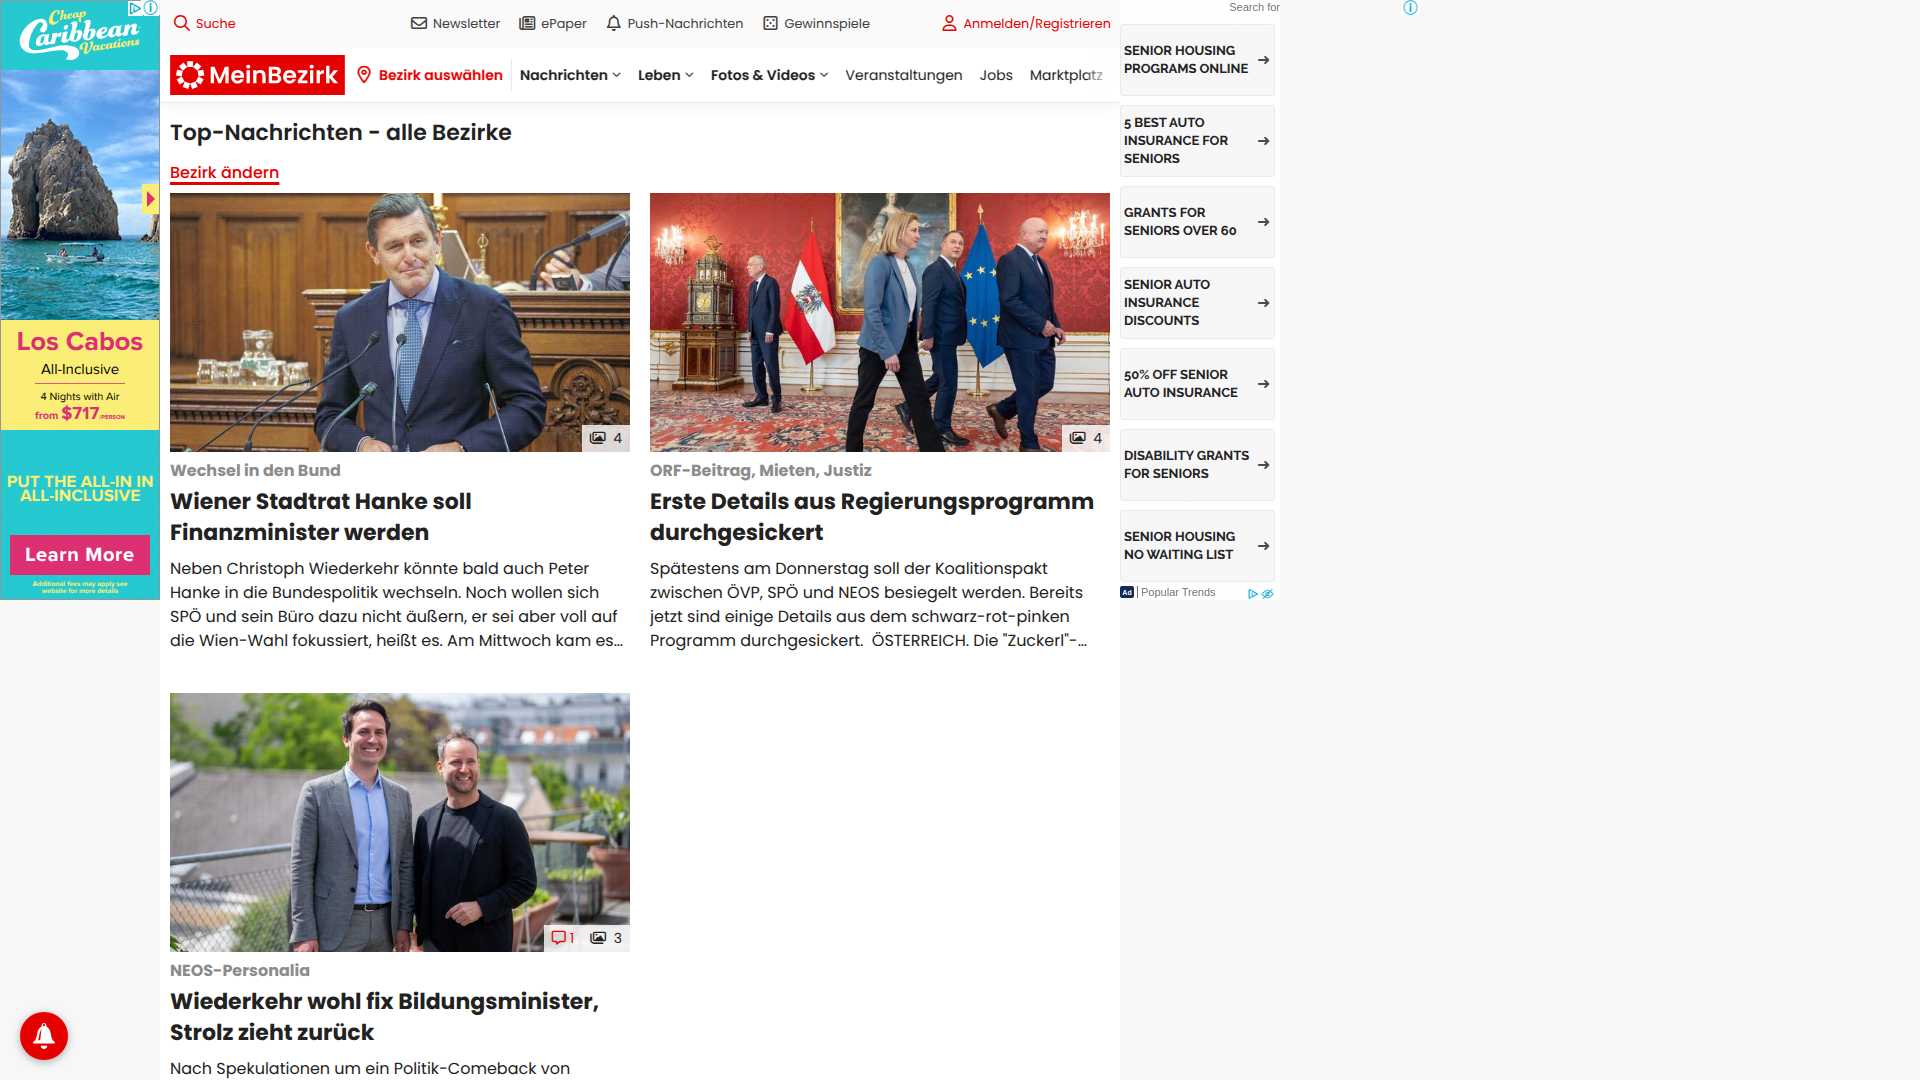 Cheap
Caribbean
Vacations
Los Cabos
All-Inclusive
4 Nights with Air
from $717/PERSON
PUT THE ALL-IN IN
ALL-INCLUSIVE
Learn More
Additional fees may apply see
website for more details
Suche
Newsletter
ePaper
Push-Nachrichten
Gewinnspiele
Anmelden/Registrieren
MeinBezirk
Bezirk auswählen
Nachrichten
Leben
Fotos & Videos
Veranstaltungen
Jobs
Marktplatz
Top-Nachrichten - alle Bezirke
Bezirk ändern
4
Wechsel in den Bund
Wiener Stadtrat Hanke soll
Finanzminister werden
Neben Christoph Wiederkehr könnte bald auch Peter
Hanke in die Bundespolitik wechseln. Noch wollen sich
SPÖ und sein Büro dazu nicht äußern, er sei aber voll auf
die Wien-Wahl fokussiert, heißt es. Am Mittwoch kam es...
4
ORF-Beitrag, Mieten, Justiz
Erste Details aus Regierungsprogramm
durchgesickert
Spätestens am Donnerstag soll der Koalitionspakt
zwischen ÖVP, SPÖ und NEOS besiegelt werden. Bereits
jetzt sind einige Details aus dem schwarz-rot-pinken
Programm durchgesickert.  ÖSTERREICH. Die "Zuckerl"-...
1
3
NEOS-Personalia
Wiederkehr wohl fix Bildungsminister,
Strolz zieht zurück
Nach Spekulationen um ein Politik-Comeback von
Search for
SENIOR HOUSING
PROGRAMS ONLINE
5 BEST AUTO
INSURANCE FOR
SENIORS
GRANTS FOR
SENIORS OVER 60
SENIOR AUTO
INSURANCE
DISCOUNTS
50% OFF SENIOR
AUTO INSURANCE
DISABILITY GRANTS
FOR SENIORS
SENIOR HOUSING
NO WAITING LIST
Ad | Popular Trends